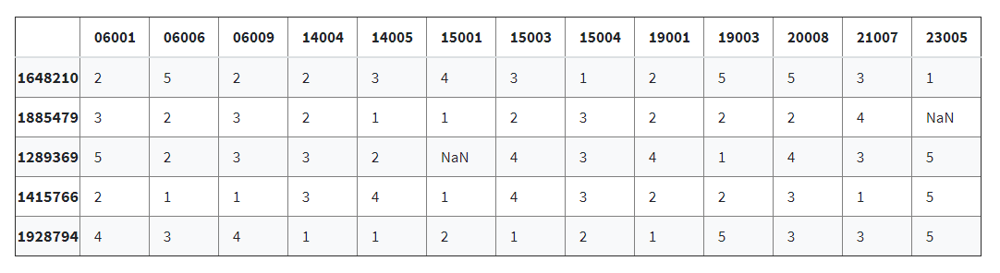 06001 06006 06009 14004 14005 15001 15003 15004 19001 19003 20008 21007 23005
1648210 2 5 2 2 3 4 3 1 2 5 5 3 1
1885479 3 2 3 2 1 1 2 3 2 2 2 4 NaN
1289369 5 2 3 3 2 NaN 4 3 4 1 4 3 5
1415766 2 1 1 3 4 1 4 3 2 2 3 1 5
1928794 4 3 4 1 1 2 1 2 1 5 3 3 5